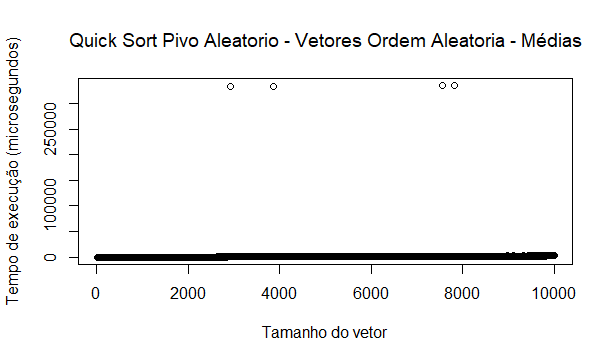 Quick Sort Pivo Aleatorio - Vetores Ordem Aleatoria - Médias
Tempo de execução (microsegundos)
250000
100000
0
0 2000 4000 6000 8000 10000
Tamanho do vetor